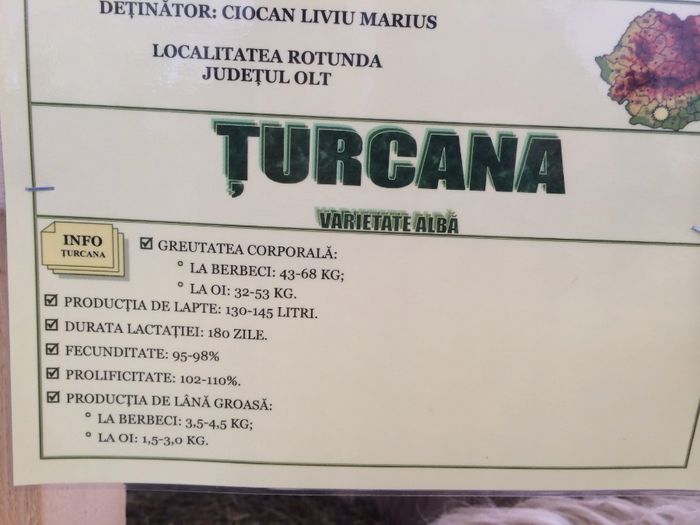 DEȚINĂTOR: CIOCAN LIVIU MARIUS
LOCALITATEA ROTUNDA
JUDEȚUL OLT
ȚURCANA
VARIETATE ALBĂ
INFO
ȚURCANA
GREUTATEA CORPORALĂ:
LA BERBECI: 43-68 KG;
LA OI: 32-53 KG.
PRODUCȚIA DE LAPTE: 130-145 LITRI.
DURATA LACTAȚIEI: 180 ZILE.
FECUNDITATE: 95-98%
PROLIFICITATE: 102-110%.
PRODUCȚIA DE LÂNĂ GROASĂ:
LA BERBECI: 3,5-4,5 KG;
LA OI: 1,5-3,0 KG.